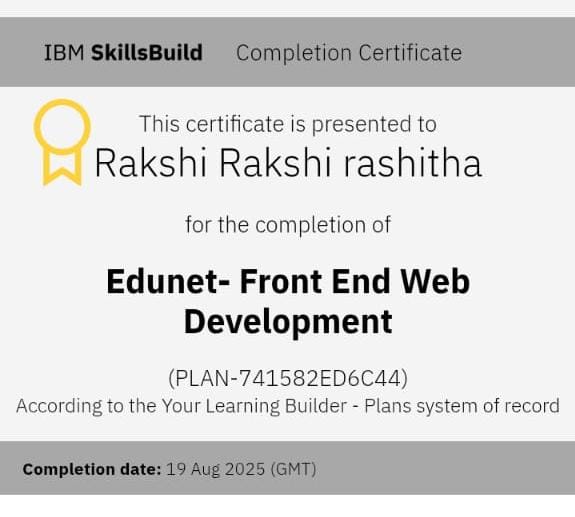 IBM SkillsBuild Completion Certificate
This certificate is presented to
Rakshi Rakshi rashitha
for the completion of
Edunet- Front End Web
Development
(PLAN-741582ED6C44)
According to the Your Learning Builder - Plans system of record
Completion date: 19 Aug 2025 (GMT)